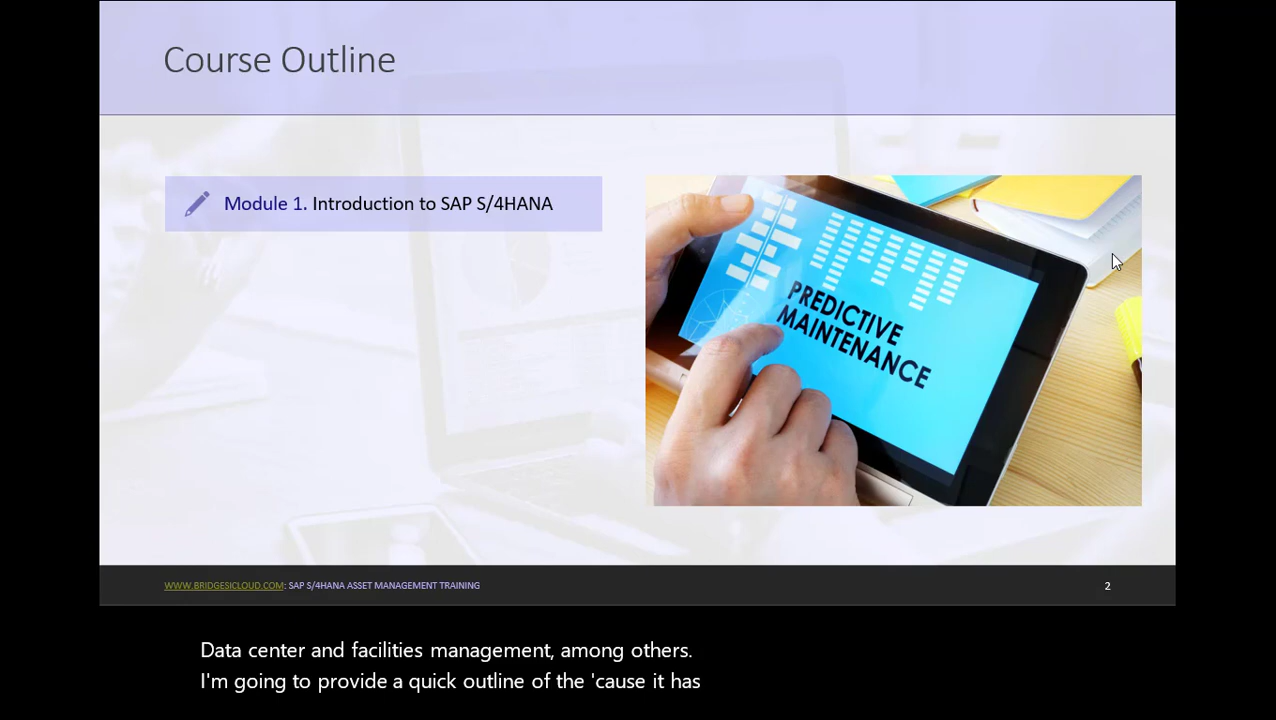 Course Outline
Module 1. Introduction to SAP S/4HANA
PREDICTIVE
MAINTENANCE
WWW.BRIDGESICLOUD.COM: SAP S/4HANA ASSET MANAGEMENT TRAINING
2
Data center and facilities management, among others.
I'm going to provide a quick outline of the 'cause it has